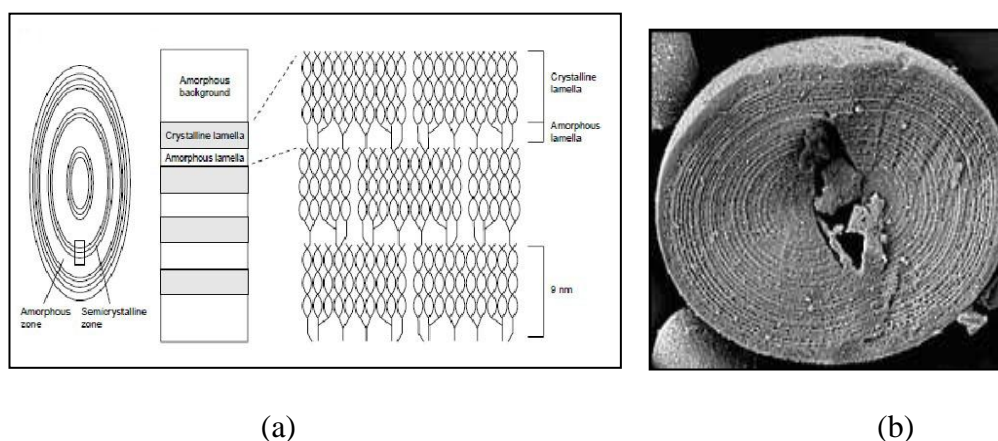 Amorphous
background
Crystalline lamella
Amorphous lamella
Amorphous
zone
Semicrystalline
zone
Crystalline
lamella
Amorphous
lamella
9 nm
(a)
(b)